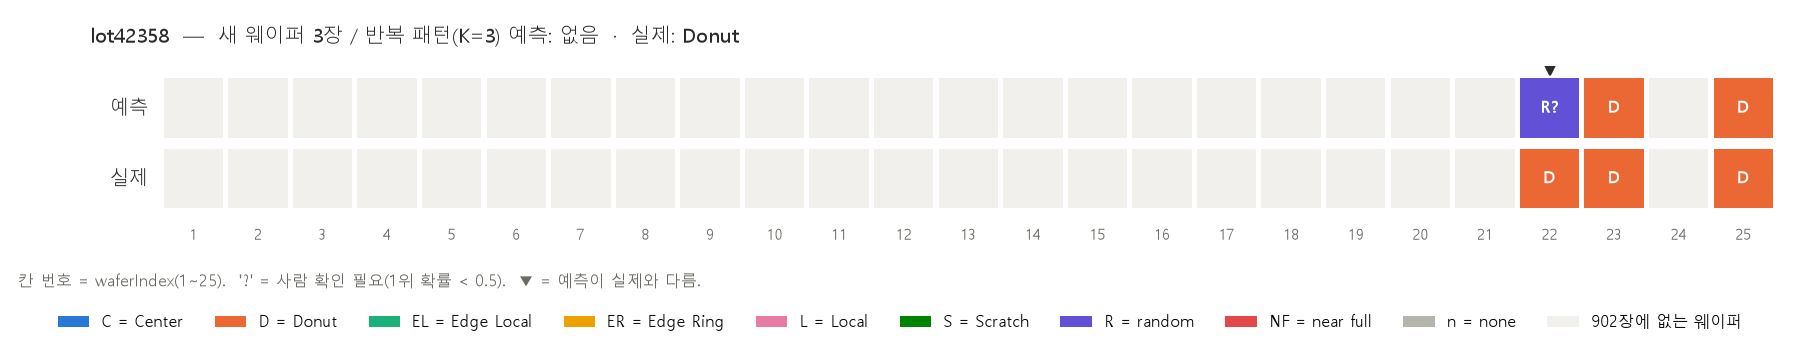 lot42358 — 새 웨이퍼 3장 / 반복 패턴(K=3) 예측: 없음 · 실제: Donut
▼
예측 R? D D
실제 D D D
1 2 3 4 5 6 7 8 9 10 11 12 13 14 15 16 17 18 19 20 21 22 23 24 25
칸 번호 = waferIndex(1~25). '?' = 사람 확인 필요(1위 확률 < 0.5). ▼ = 예측이 실제와 다름.
C = Center D = Donut EL = Edge Local ER = Edge Ring L = Local S = Scratch R = random NF = near full n = none 902장에 없는 웨이퍼